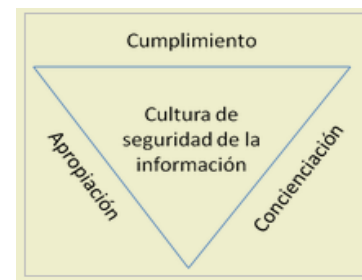 Cumplimiento
Cultura de
seguridad de la
información
Apropiación
Concienciación